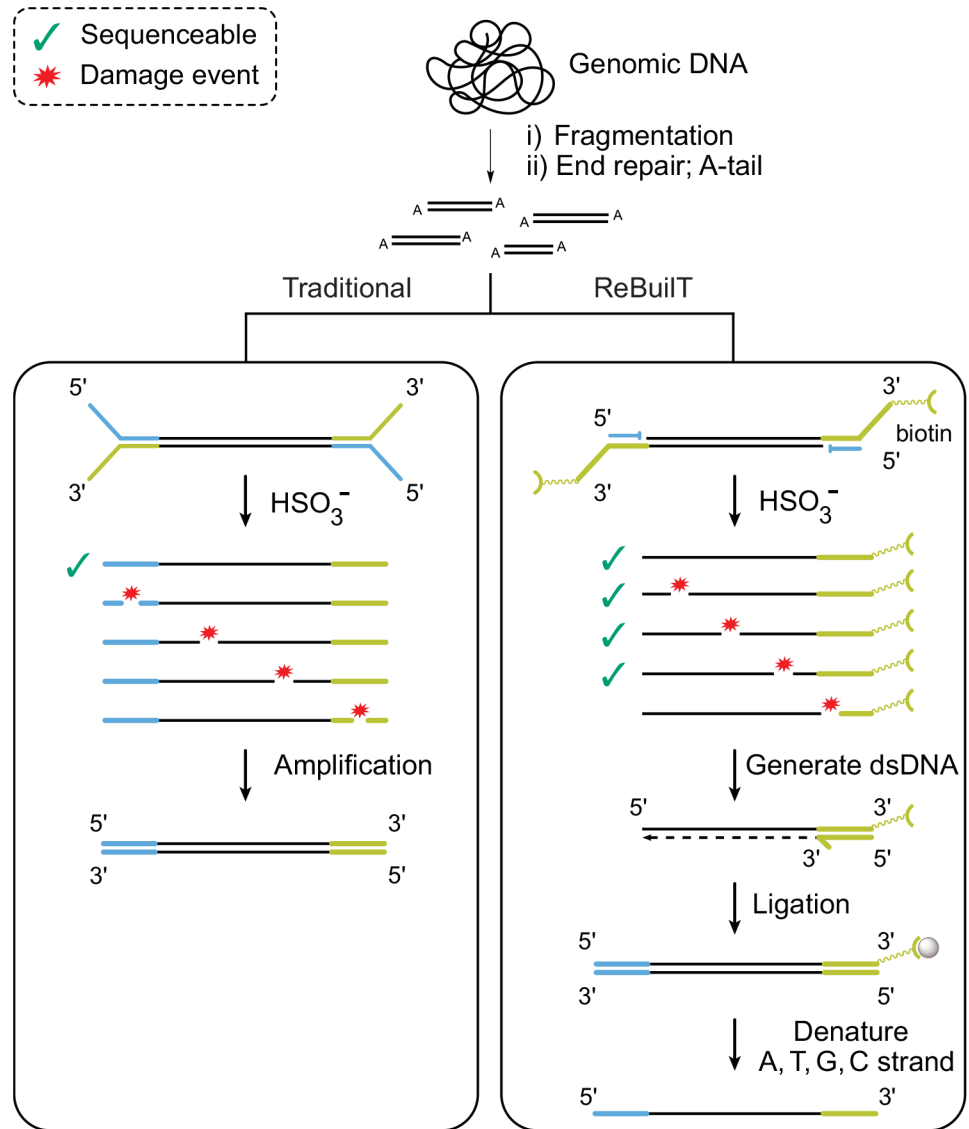 Sequenceable
Damage event
Genomic DNA
i) Fragmentation
ii) End repair; A-tail
A A
A
A A
A
A
A
Traditional
ReBuilT
5'
3'
3'
5'
HSO3⁻
Amplification
5'
3'
3'
5'
3'
5'
biotin
5'
3'
HSO3⁻
Generate dsDNA
5'
3'
3'
5'
Ligation
5'
3'
3'
5'
Denature
A, T, G, C strand
5'
3'